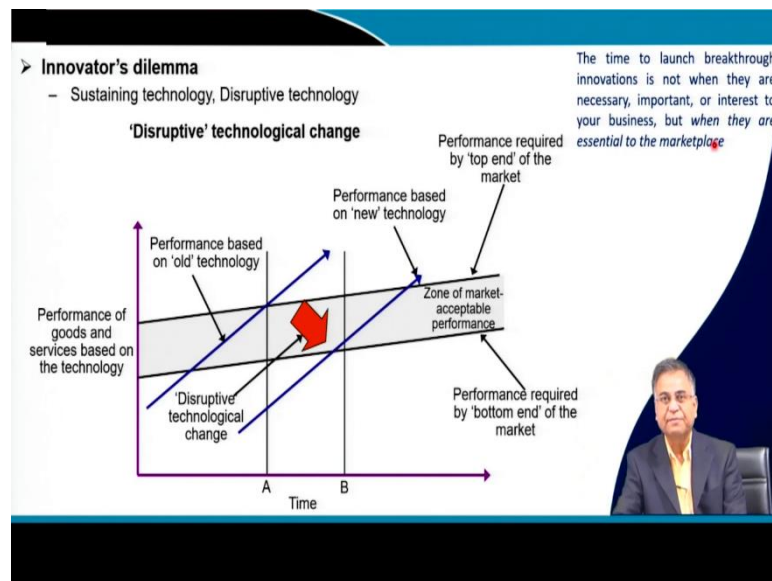 Innovator's dilemma
– Sustaining technology, Disruptive technology
'Disruptive' technological change
The time to launch breakthrough
innovations is not when they are
necessary, important, or interest to
your business, but when they are
essential to the marketplace
Performance required
by 'top end' of the
market
Performance based
on 'new' technology
Performance based
on 'old' technology
Zone of market-
acceptable
performance
Performance of
goods and
services based on
the technology
'Disruptive
technological
change
Performance required
by 'bottom end' of the
market
A
B
Time